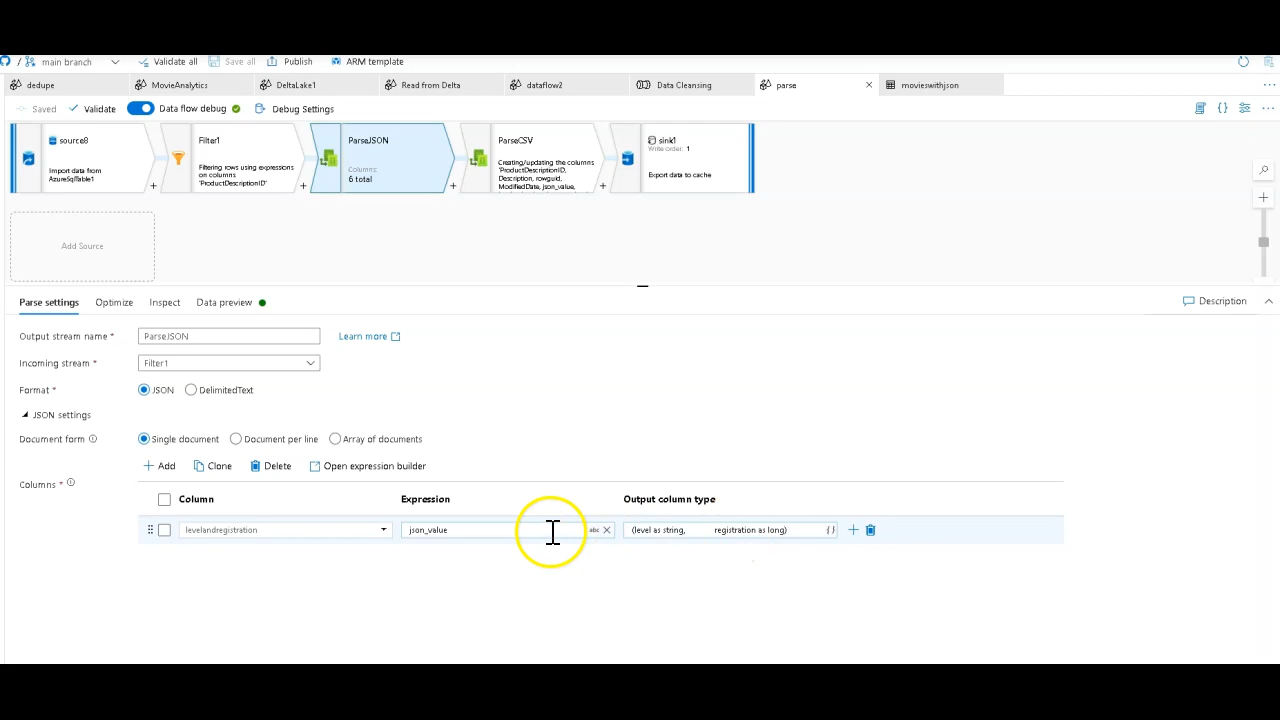 main branch
Validate all
Save all
Publish
ARM template
dedupe
MovieAnalytics
DeltaLake1
Read from Delta
dataflow2
Data Cleansing
parse
movieswithjson
Saved
Validate
Data flow debug
Debug Settings
source8
Import data from
AzureSqlTable1
Filter1
Filtering rows using expressions
on columns
'ProductDescriptionID'
ParseJSON
Columns:
6 total
ParseCSV
Creating/updating the columns
'ProductDescriptionID,
Description, rowguid,
ModifiedDate, json_value,
sink1
Write order: 1
Export data to cache
Add Source
Parse settings
Optimize
Inspect
Data preview
Description
Output stream name *
ParseJSON
Learn more
Incoming stream *
Filter1
Format *
JSON
DelimitedText
JSON settings
Document form
Single document
Document per line
Array of documents
Add
Clone
Delete
Open expression builder
Columns *
Column
Expression
Output column type
levelandregistration
json_value
abc
(level as string, registration as long)
{}